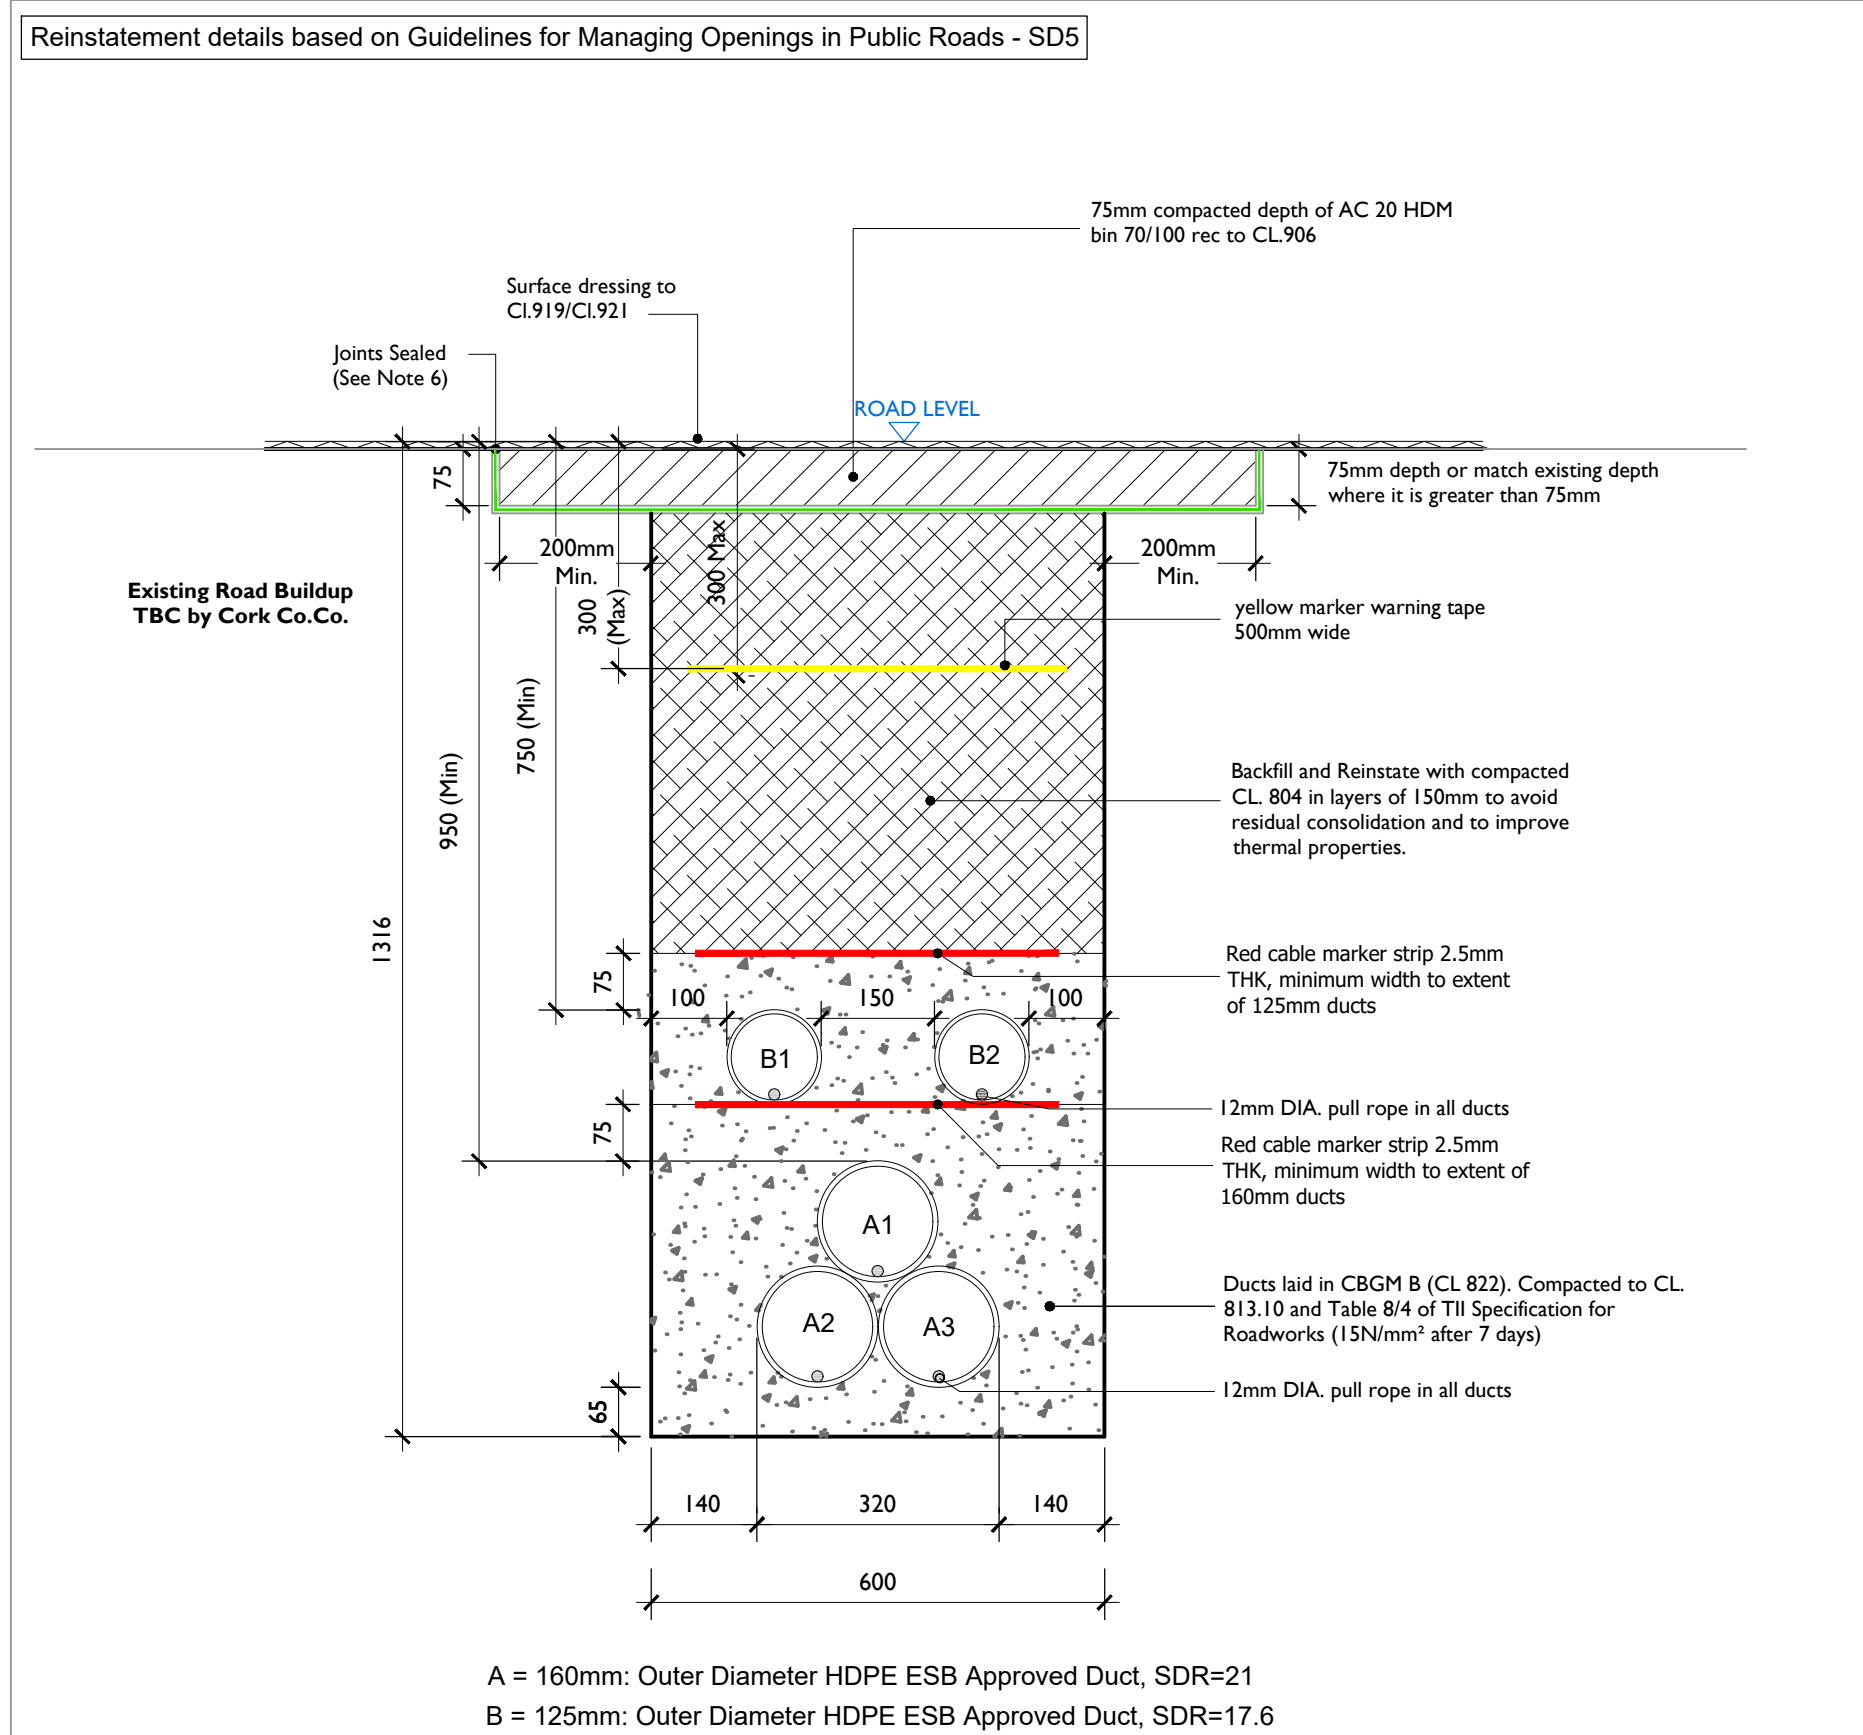 Reinstatement details based on Guidelines for Managing Openings in Public Roads - SD5
75mm compacted depth of AC 20 HDM
bin 70/100 rec to CL.906
Surface dressing to
Cl.919/Cl.921
Joints Sealed
(See Note 6)
ROAD LEVEL
75
75mm depth or match existing depth
where it is greater than 75mm
200mm
Min.
300 Max
200mm
Min.
Existing Road Buildup
TBC by Cork Co.Co.
300
(Max)
yellow marker warning tape
500mm wide
750 (Min)
950 (Min)
1316
Backfill and Reinstate with compacted
CL. 804 in layers of 150mm to avoid
residual consolidation and to improve
thermal properties.
75
100
150
100
Red cable marker strip 2.5mm
THK, minimum width to extent
of 125mm ducts
B1
B2
12mm DIA. pull rope in all ducts
75
Red cable marker strip 2.5mm
THK, minimum width to extent of
160mm ducts
A1
A2
A3
Ducts laid in CBGM B (CL 822). Compacted to CL.
813.10 and Table 8/4 of TII Specification for
Roadworks (15N/mm² after 7 days)
12mm DIA. pull rope in all ducts
65
140
320
140
600
A = 160mm: Outer Diameter HDPE ESB Approved Duct, SDR=21
B = 125mm: Outer Diameter HDPE ESB Approved Duct, SDR=17.6